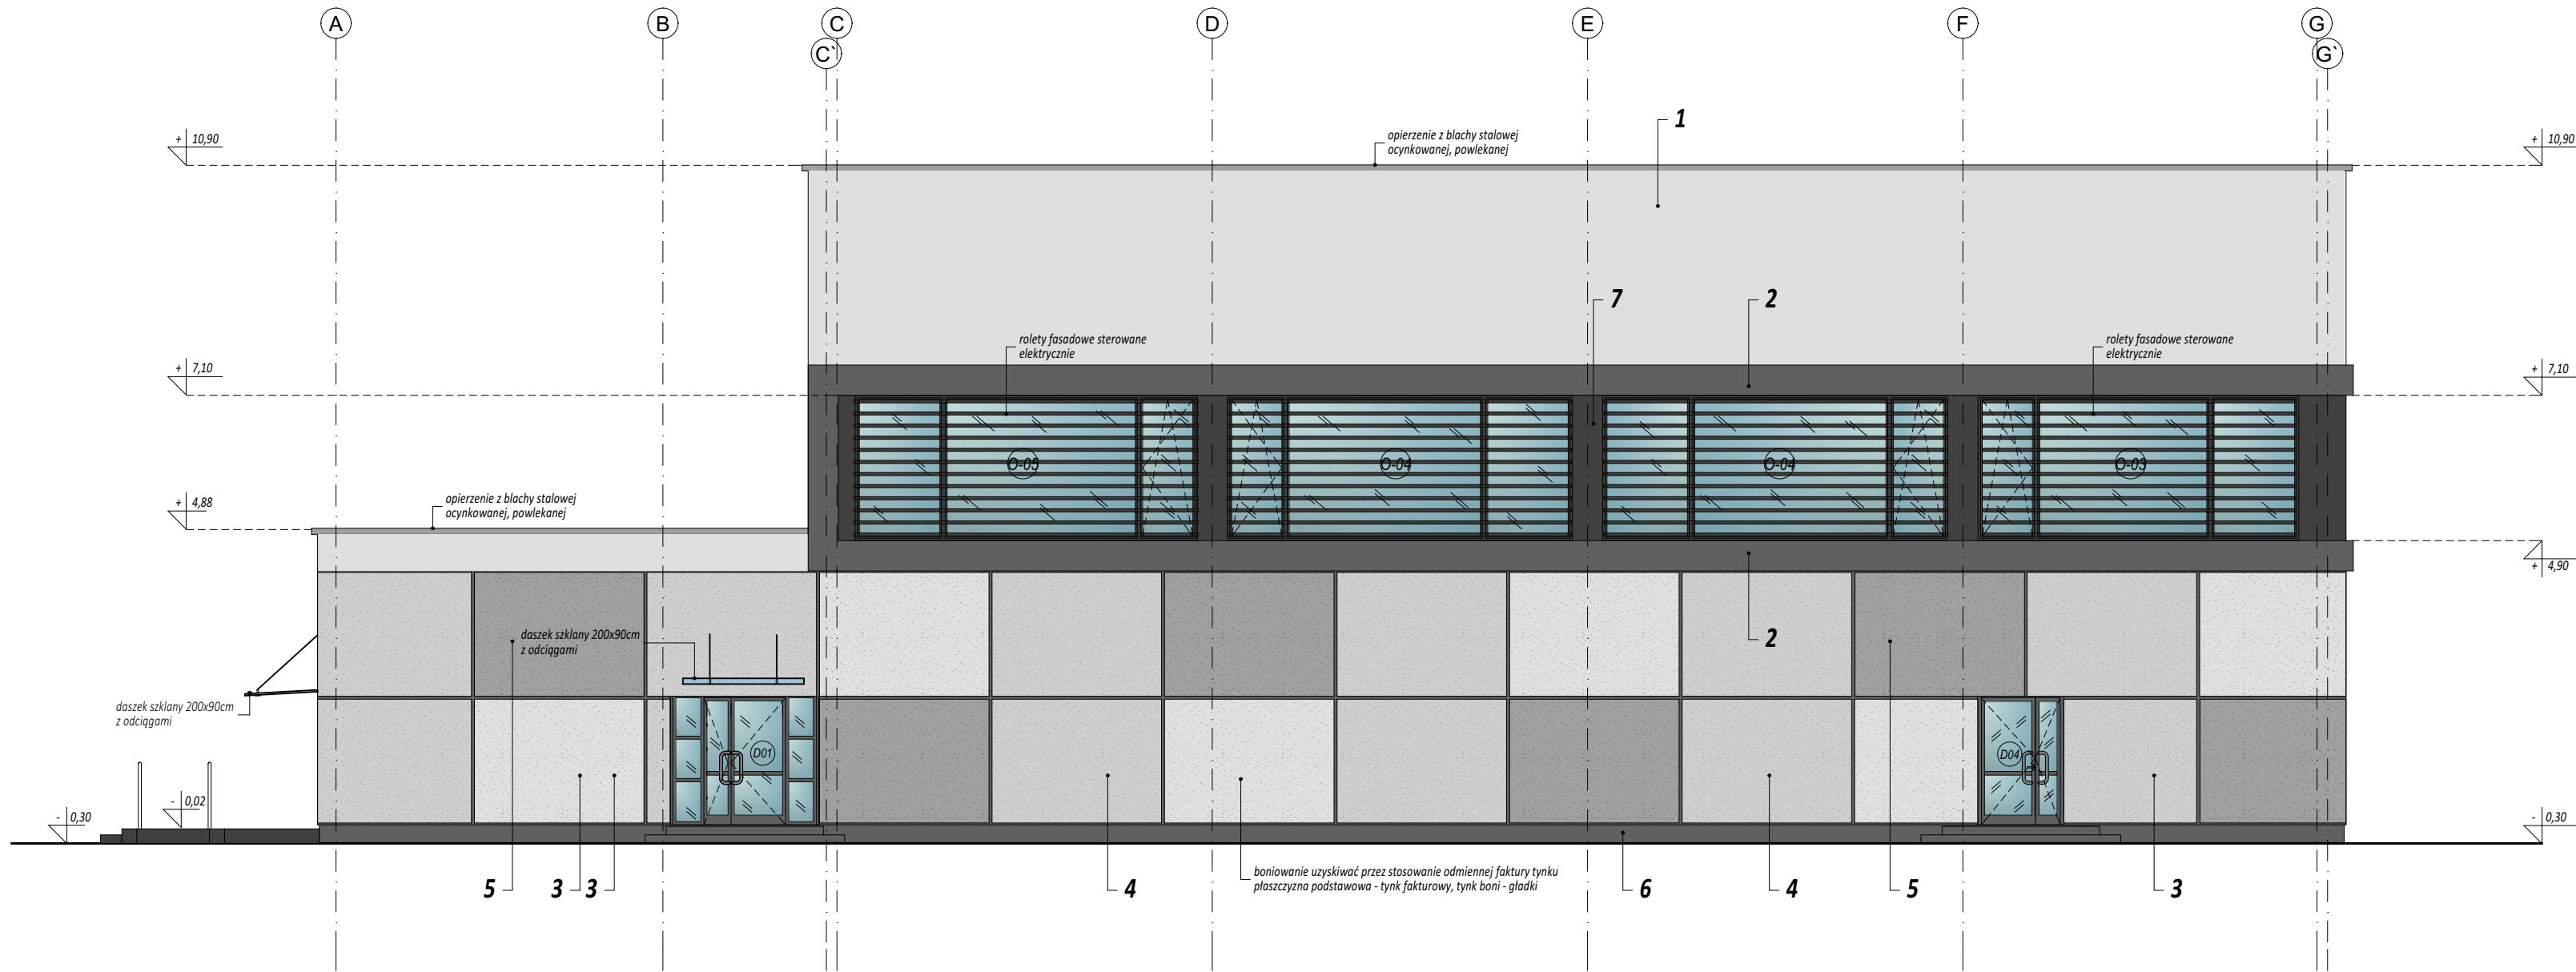 A
B
C
C`
D
E
F
G
G`
1
opierzenie z blachy stalowej
ocynkowanej, powlekanej
+ 10,90
+ 10,90
7
2
rolety fasadowe sterowane
elektrycznie
rolety fasadowe sterowane
elektrycznie
+ 7,10
+ 7,10
O-05
O-04
O-04
O-03
+ 4,88
opierzenie z blachy stalowej
ocynkowanej, powlekanej
+ 4,90
daszek szklany 200x90cm
z odciągami
2
daszek szklany 200x90cm
z odciągami
D01
D04
- 0,30
- 0,02
- 0,30
5
3
3
4
boniowanie uzyskiwać przez stosowanie odmiennej faktury tynku
płaszczyzna podstawowa - tynk fakturowy, tynk boni - gładki
6
4
5
3